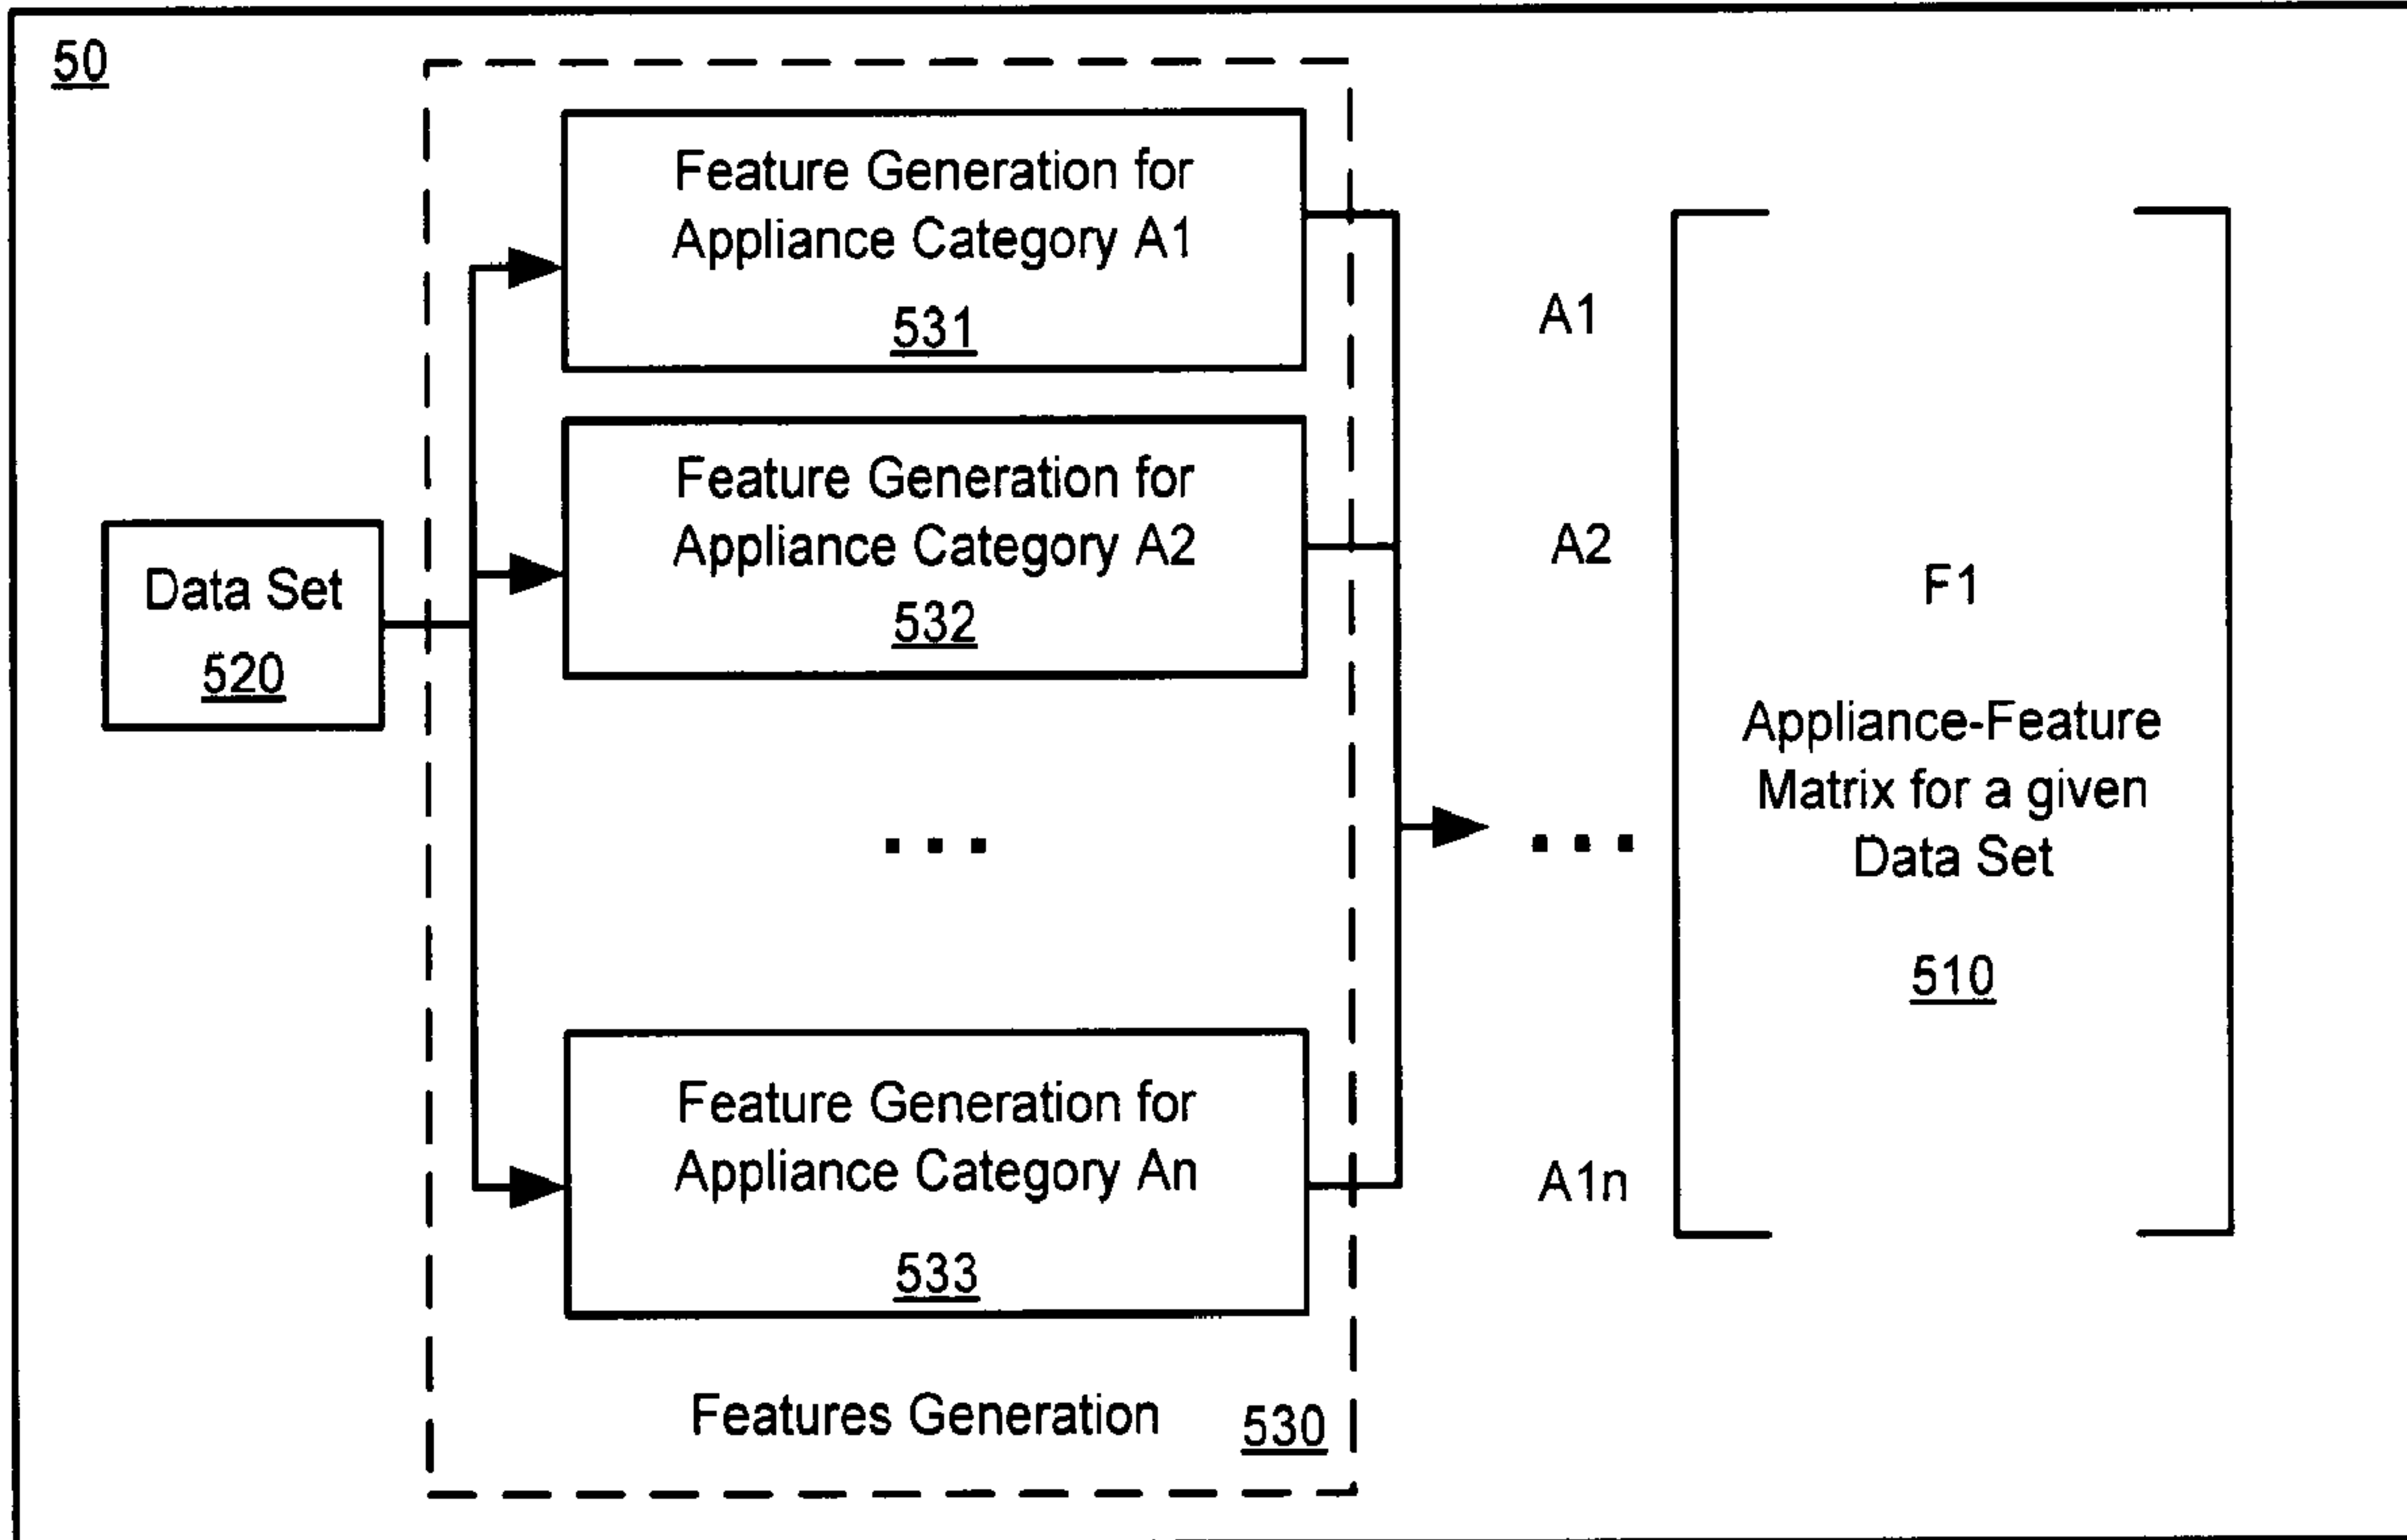 50
Feature Generation for
Appliance Category A1
531
Feature Generation for
Appliance Category A2
532
Data Set
520
...
Feature Generation for
Appliance Category An
533
Features Generation 530
A1
A2
...
A1n
F1
Appliance-Feature
Matrix for a given
Data Set
510